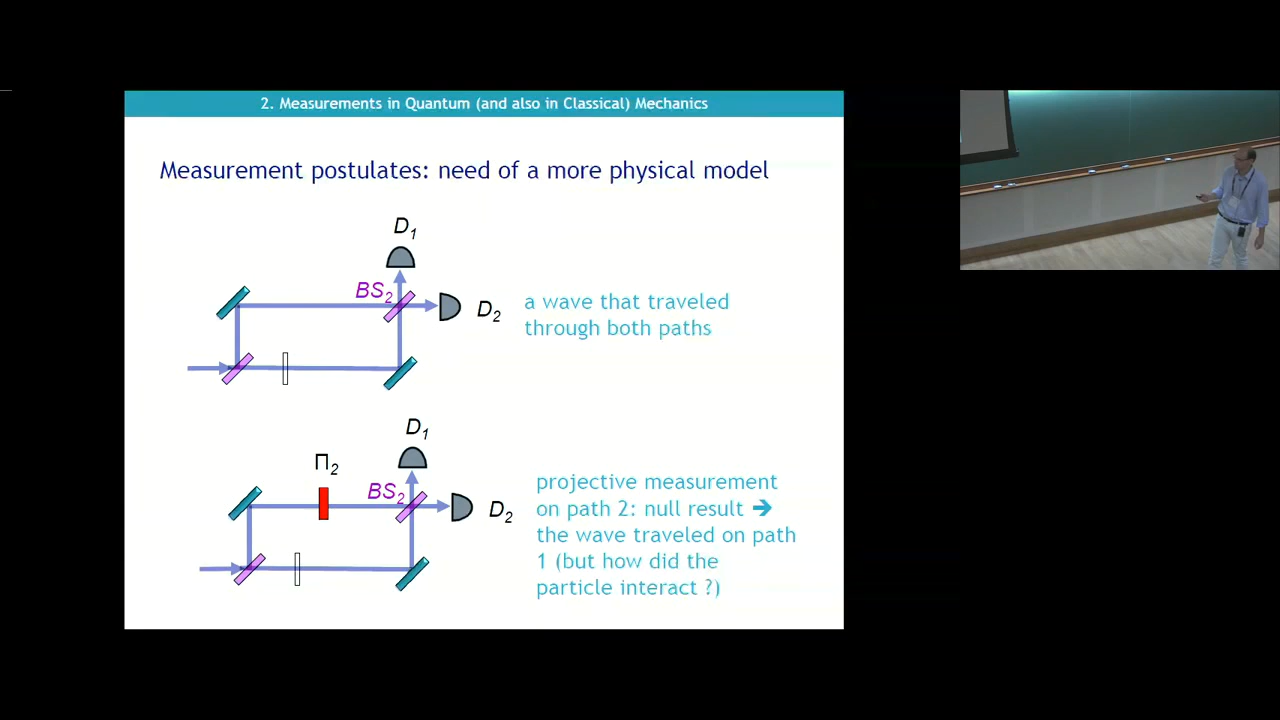 2. Measurements in Quantum (and also in Classical) Mechanics
Measurement postulates: need of a more physical model
D1
BS2
D2
a wave that traveled
through both paths
D1
Π2
BS2
D2
projective measurement
on path 2: null result ➔
the wave traveled on path
1 (but how did the
particle interact ?)